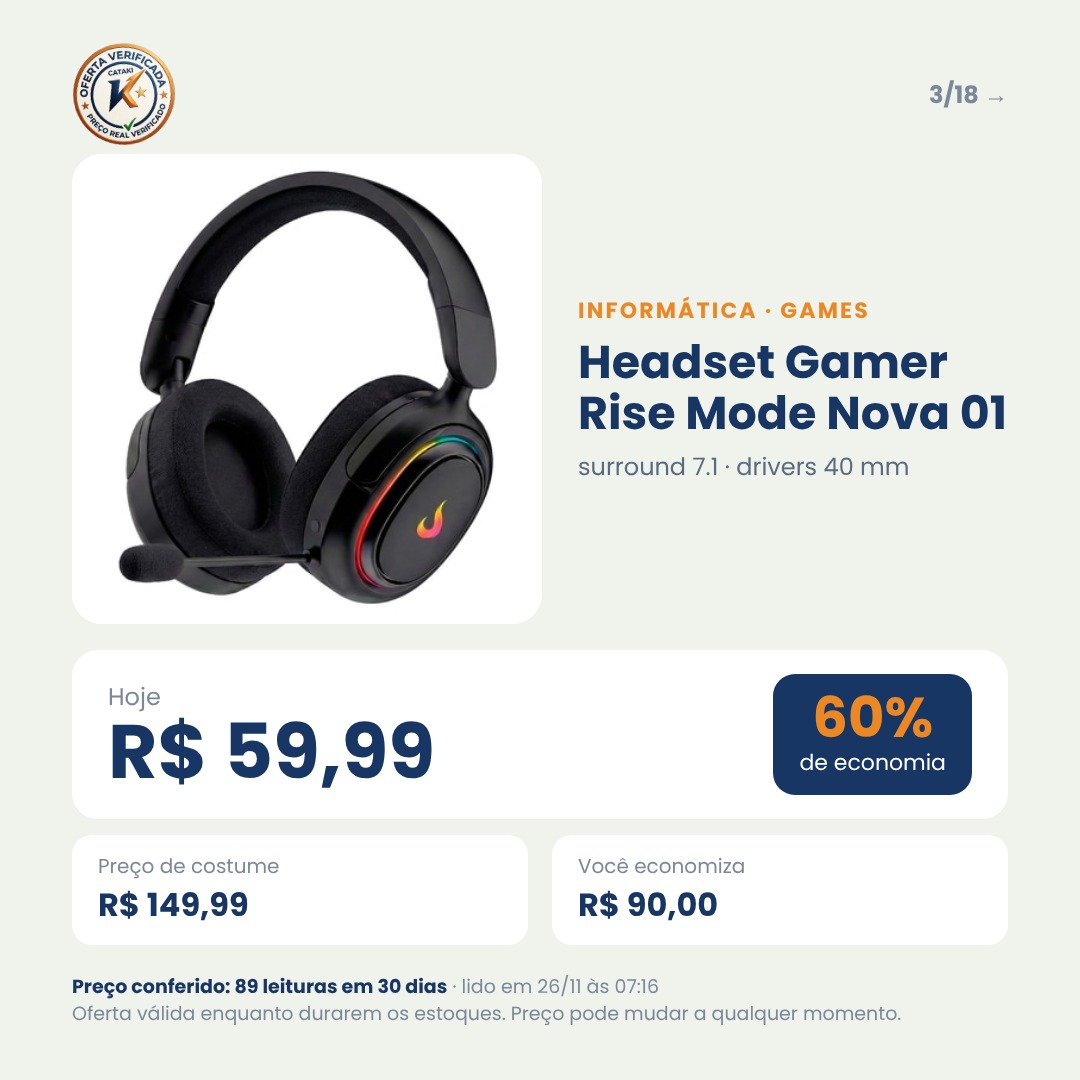 OFERTA VERIFICADA
CATAKI
PREÇO REAL VERIFICADO
3/18 →
INFORMÁTICA · GAMES
Headset Gamer
Rise Mode Nova 01
surround 7.1 · drivers 40 mm
Hoje
R$ 59,99
60%
de economia
Preço de costume
R$ 149,99
Você economiza
R$ 90,00
Preço conferido: 89 leituras em 30 dias · lido em 26/11 às 07:16
Oferta válida enquanto durarem os estoques. Preço pode mudar a qualquer momento.